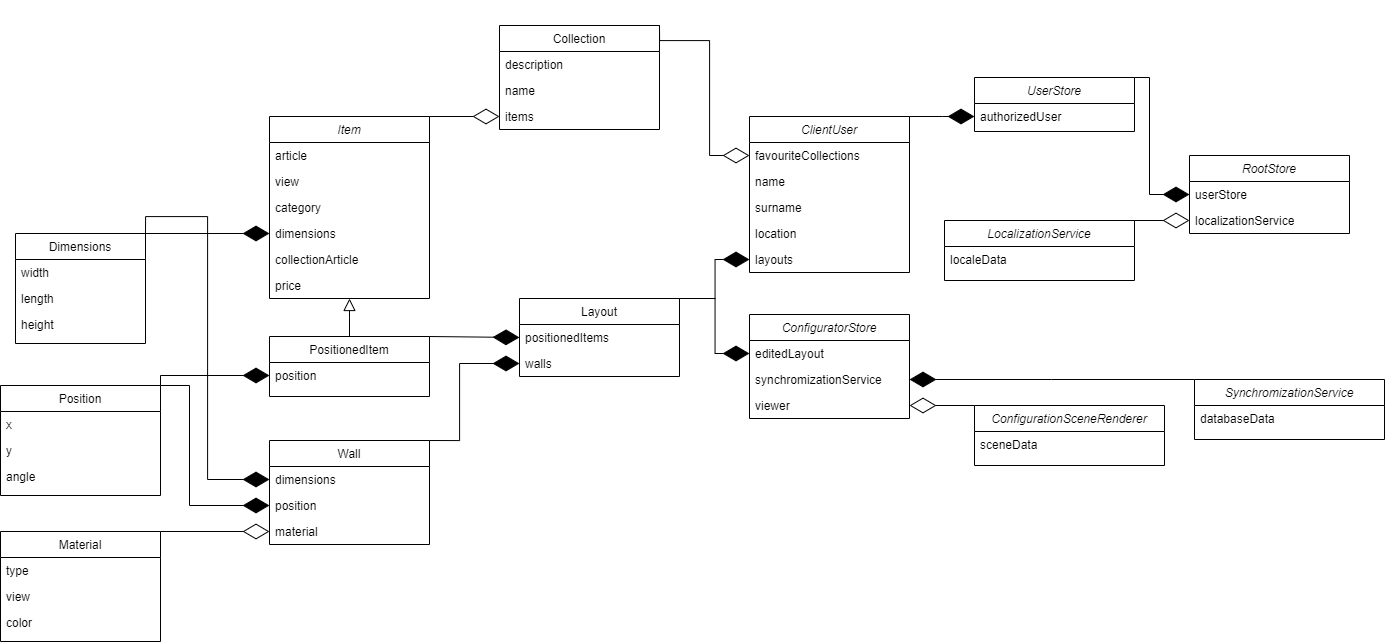 Collection
description
name
items
Item
article
view
category
dimensions
collectionArticle
price
Dimensions
width
length
height
PositionedItem
position
Position
x
y
angle
Wall
dimensions
position
material
Material
type
view
color
Layout
positionedItems
walls
ClientUser
favouriteCollections
name
surname
location
layouts
UserStore
authorizedUser
RootStore
userStore
localizationService
LocalizationService
localeData
ConfiguratorStore
editedLayout
synchromizationService
viewer
ConfigurationSceneRenderer
sceneData
SynchromizationService
databaseData